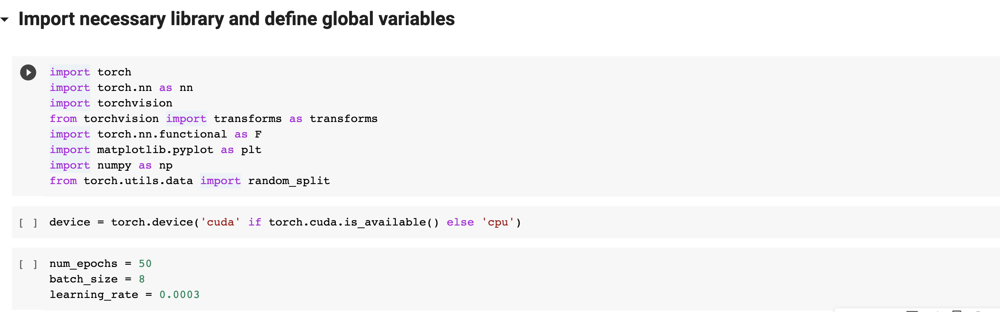 Import necessary library and define global variables
import torch
import torch.nn as nn
import torchvision
from torchvision import transforms as transforms
import torch.nn.functional as F
import matplotlib.pyplot as plt
import numpy as np
from torch.utils.data import random_split
[ ] device = torch.device('cuda' if torch.cuda.is_available() else 'cpu')
[ ] num_epochs = 50
batch_size = 8
learning_rate = 0.0003